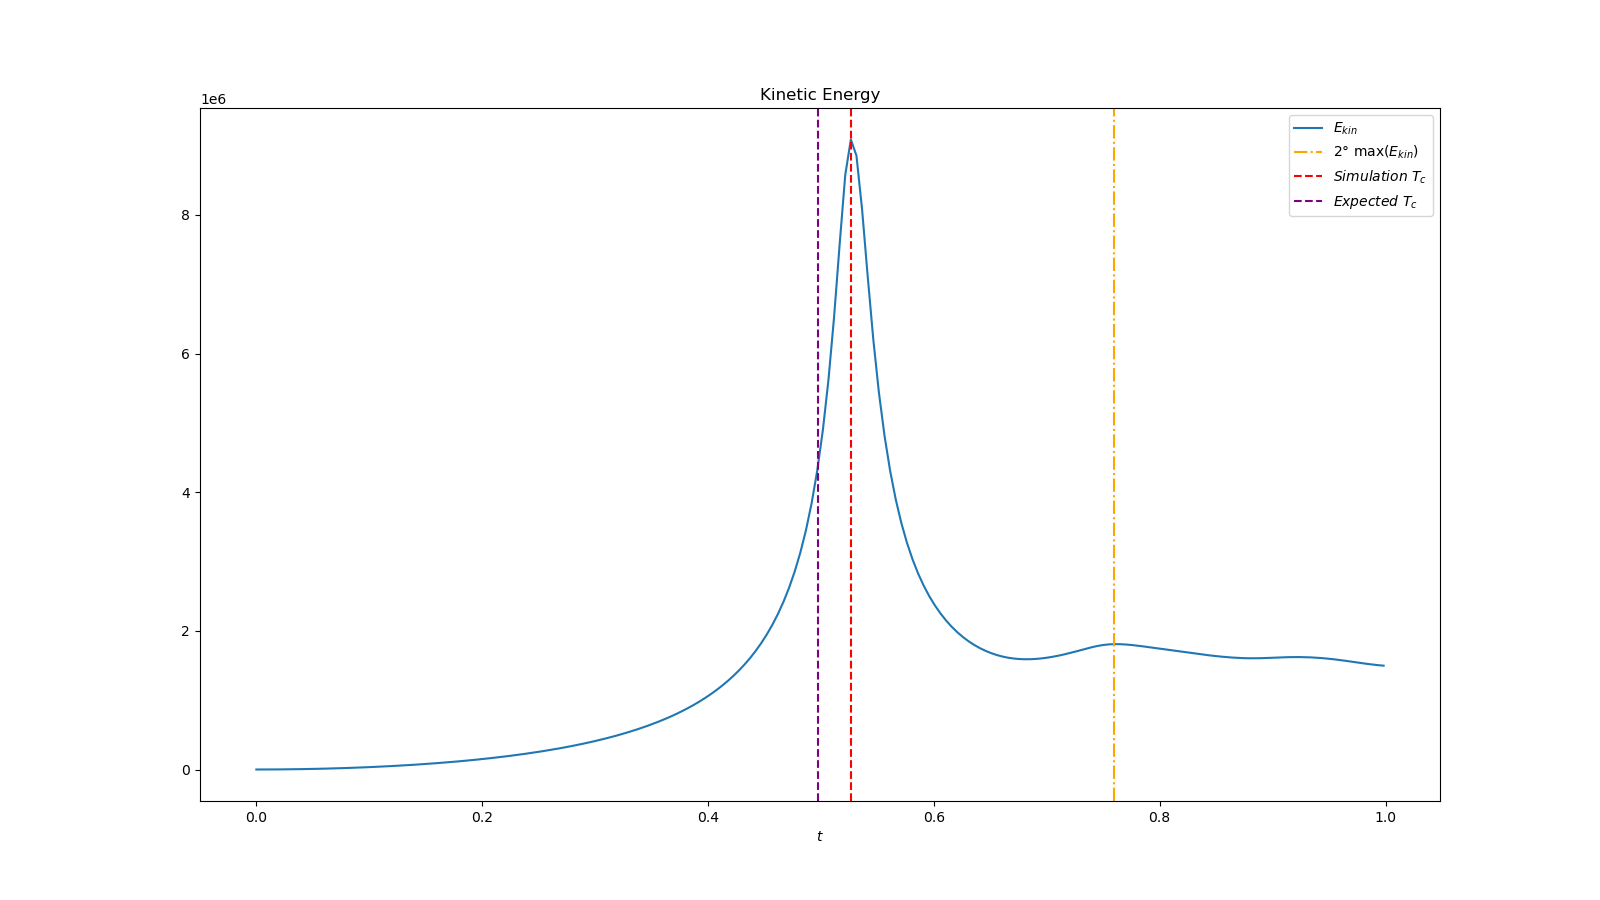 Kinetic Energy
1e6
E_kin
2° max(E_kin)
Simulation T_c
Expected T_c
8
6
4
2
0
0.0 0.2 0.4 0.6 0.8 1.0
t